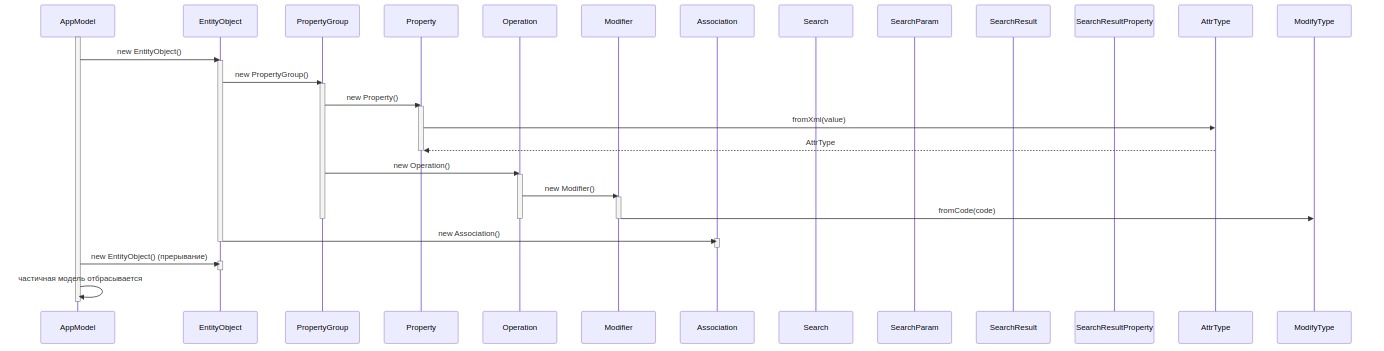 AppModel
EntityObject
PropertyGroup
Property
Operation
Modifier
Association
Search
SearchParam
SearchResult
SearchResultProperty
AttrType
ModifyType
new EntityObject()
new PropertyGroup()
new Property()
fromXml(value)
AttrType
new Operation()
new Modifier()
fromCode(code)
new Association()
new EntityObject() (прерывание)
частичная модель отбрасывается
AppModel
EntityObject
PropertyGroup
Property
Operation
Modifier
Association
Search
SearchParam
SearchResult
SearchResultProperty
AttrType
ModifyType